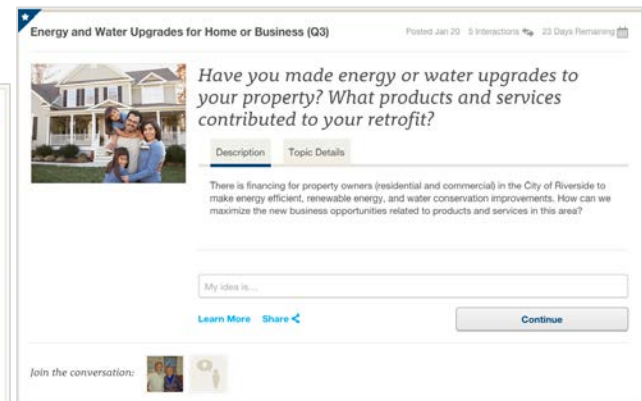 Energy and Water Upgrades for Home or Business (Q3)
Posted Jan 20 5 Interactions 23 Days Remaining
Have you made energy or water upgrades to
your property? What products and services
contributed to your retrofit?
Description Topic Details
There is financing for property owners (residential and commercial) in the City of Riverside to
make energy efficient, renewable energy, and water conservation improvements. How can we
maximize the new business opportunities related to products and services in this area?
My idea is...
Learn More Share Continue
Join the conversation: